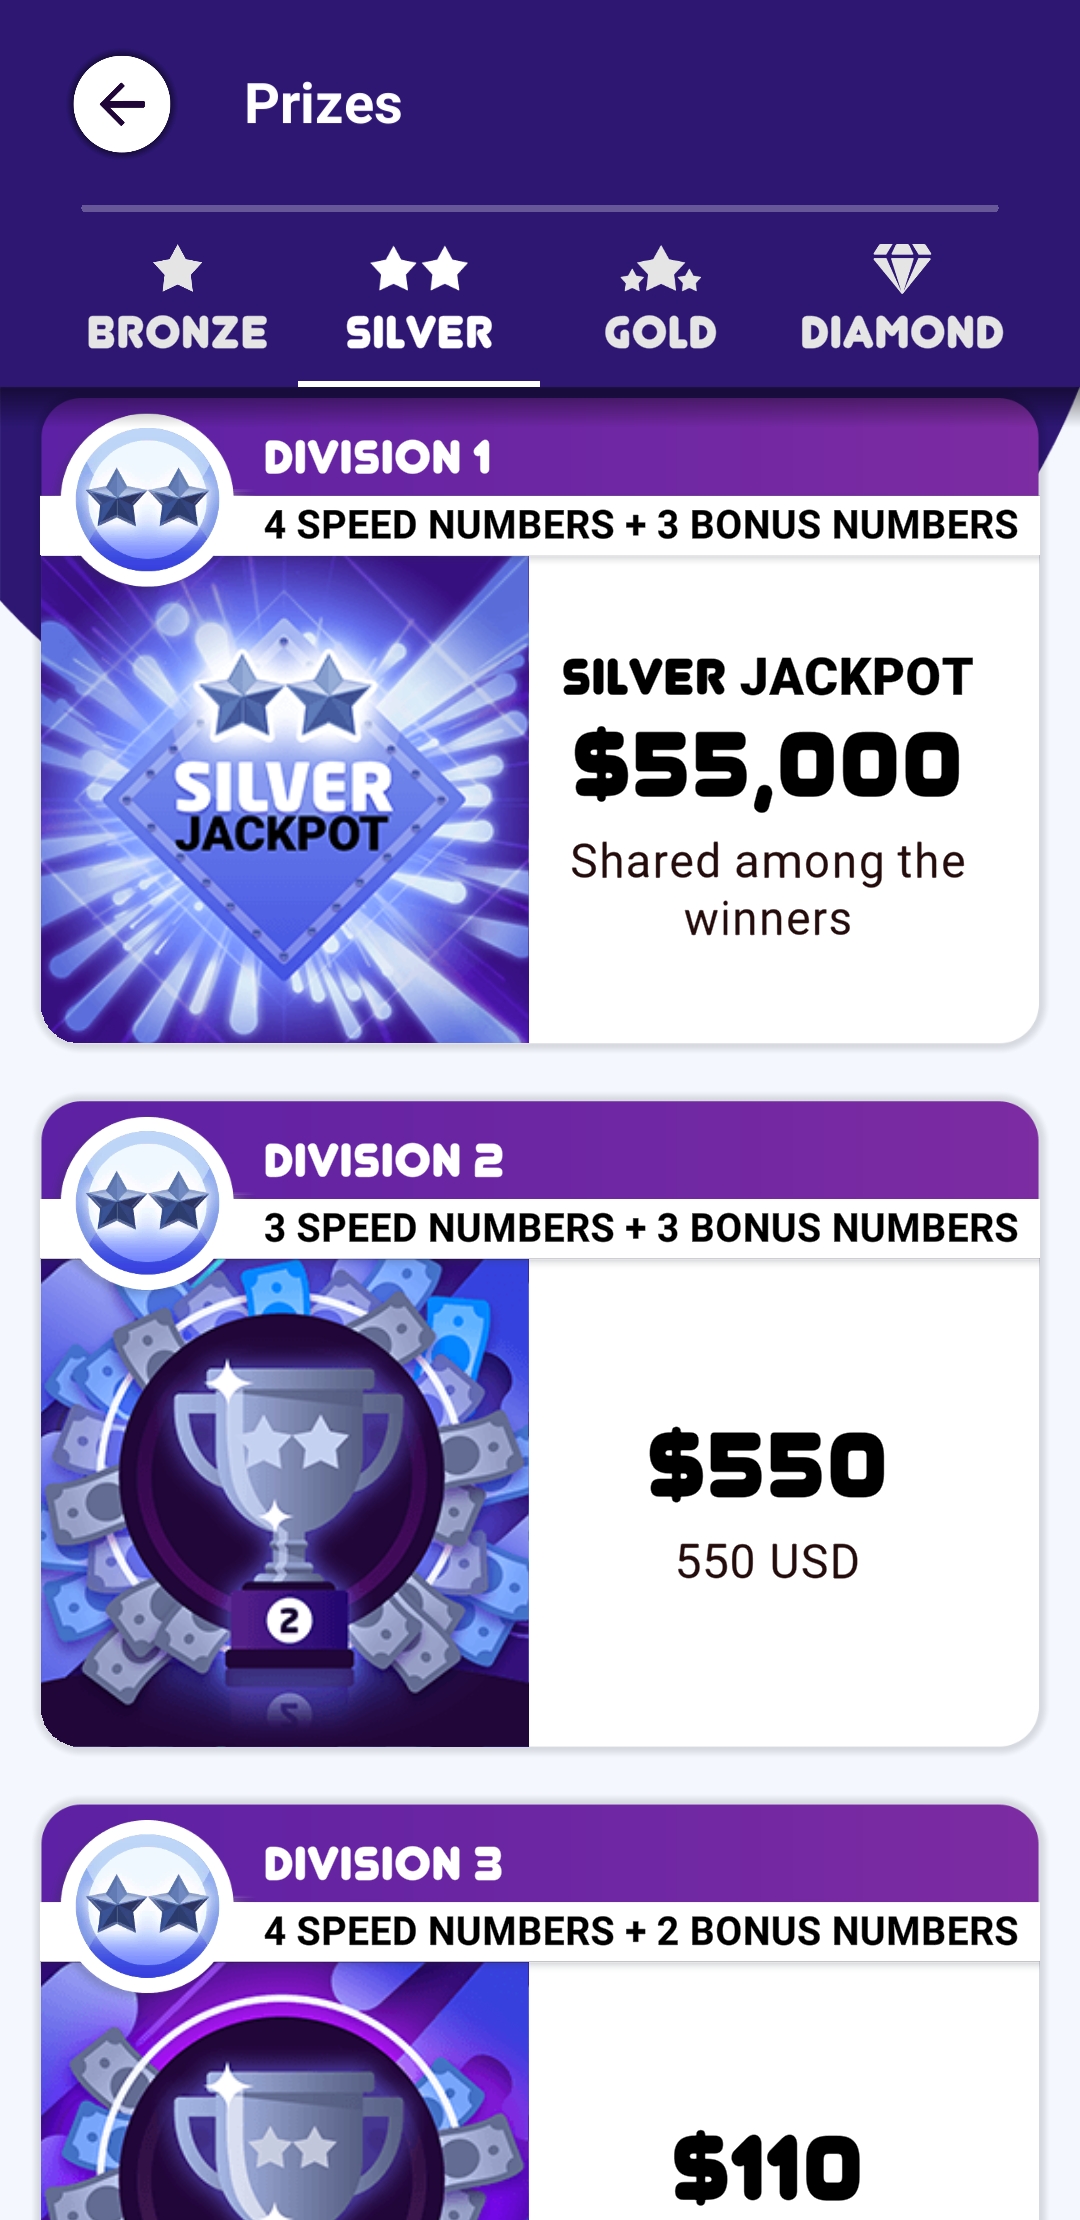 Prizes
BRONZE
SILVER
GOLD
DIAMOND
DIVISION 1
4 SPEED NUMBERS + 3 BONUS NUMBERS
SILVER
JACKPOT
SILVER JACKPOT
$55,000
Shared among the
winners
DIVISION 2
3 SPEED NUMBERS + 3 BONUS NUMBERS
2
$550
550 USD
DIVISION 3
4 SPEED NUMBERS + 2 BONUS NUMBERS
$110